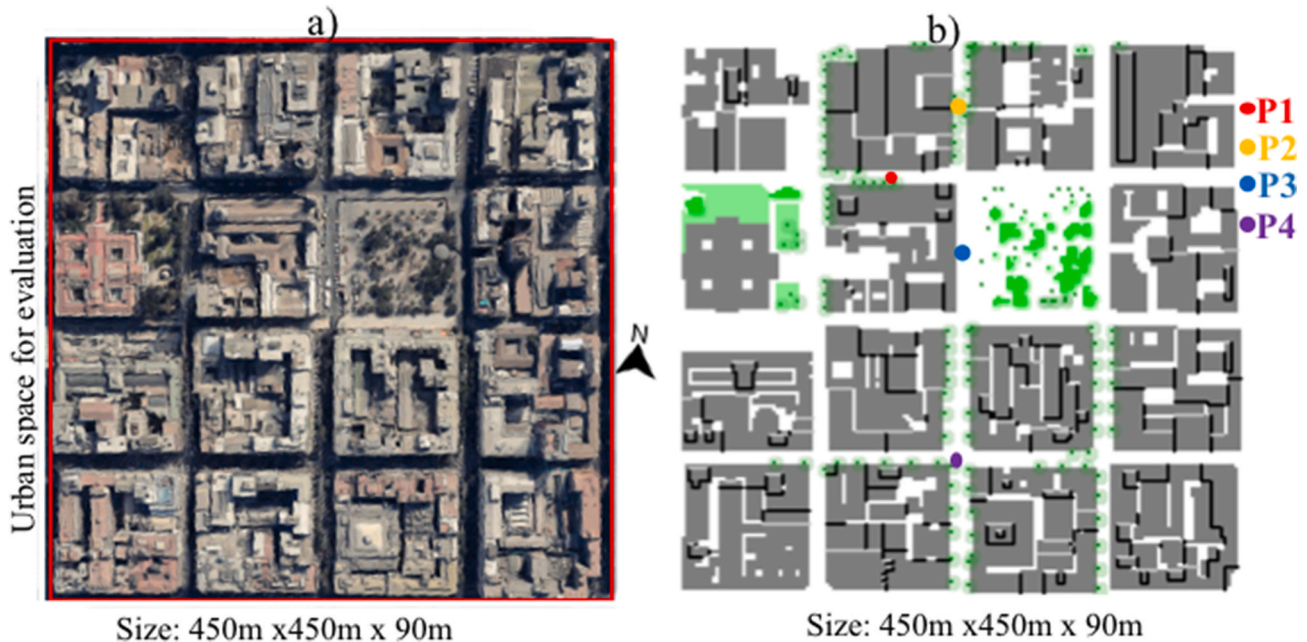 a)
b)
Urban space for evaluation
N
P1
P2
P3
P4
Size: 450m x450m x 90m
Size: 450m x450m x 90m